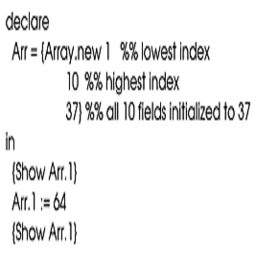 declare
Arr = {Array.new 1 %% lowest index
10 %% highest index
37} %% all 10 fields initialized to 37
in
{Show Arr.1}
Arr.1 := 64
{Show Arr.1}